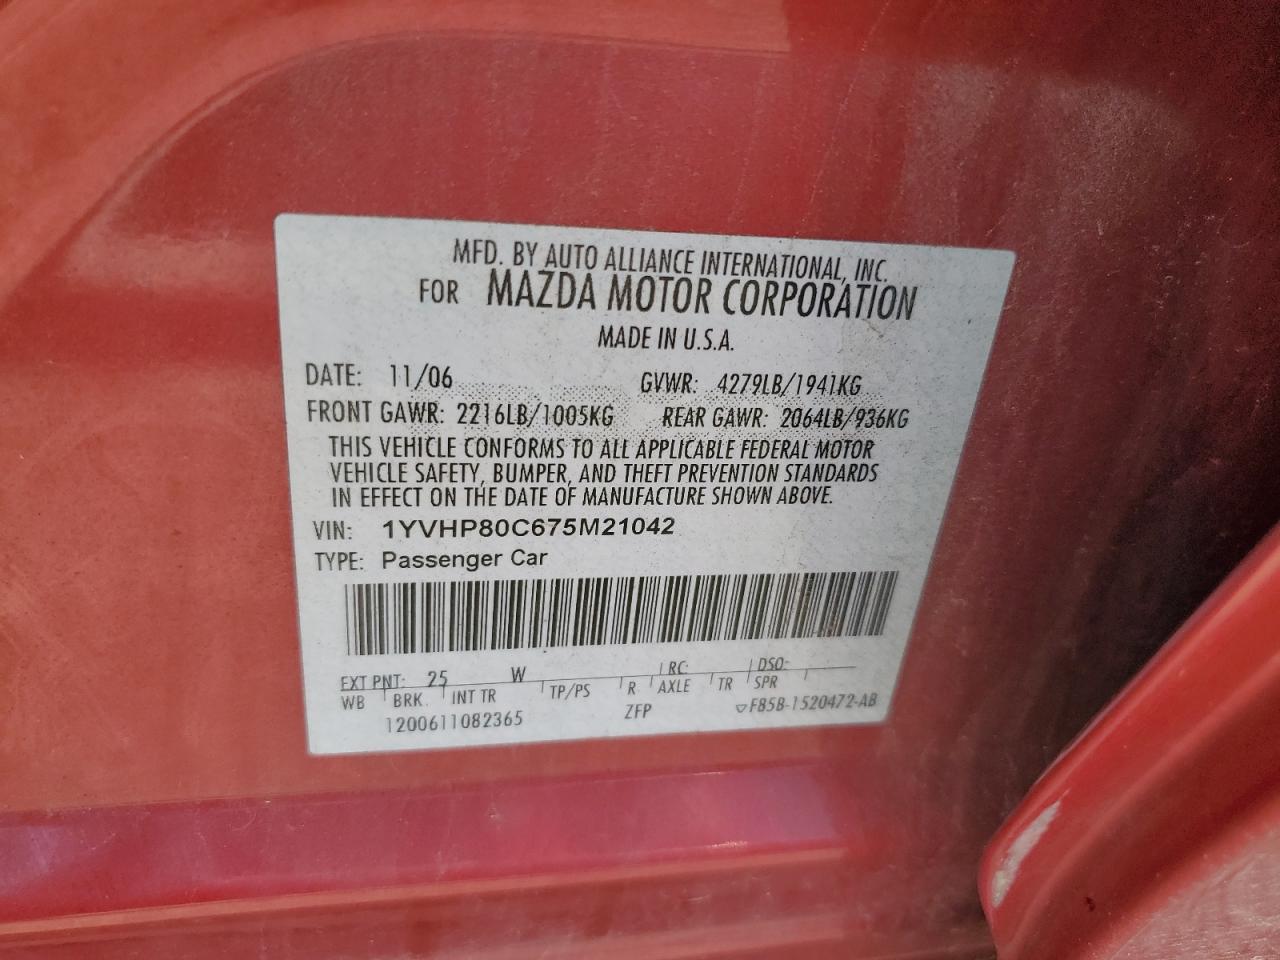 MFD. BY AUTO ALLIANCE INTERNATIONAL, INC.
FOR MAZDA MOTOR CORPORATION
MADE IN U.S.A.
DATE: 11/06 GVWR: 4279LB/1941KG
FRONT GAWR: 2216LB/1005KG REAR GAWR: 2064LB/936KG
THIS VEHICLE CONFORMS TO ALL APPLICABLE FEDERAL MOTOR
VEHICLE SAFETY, BUMPER, AND THEFT PREVENTION STANDARDS
IN EFFECT ON THE DATE OF MANUFACTURE SHOWN ABOVE.
VIN: 1YVHP80C675M21042
TYPE: Passenger Car
EXT PNT: 25 W RC: DSO:
WB BRK INT TR TP/PS R AXLE TR SPR
1200611082365 ZFP ▽F85B-1520472-AB